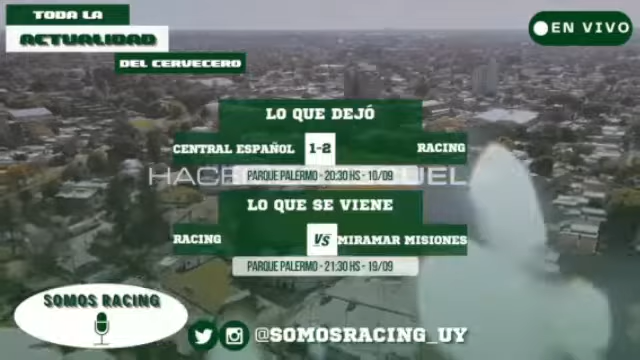 TODA LA
ACTUALIDAD
DEL CERVECERO
EN VIVO
LO QUE DEJÓ
CENTRAL ESPAÑOL 1-2 RACING
PARQUE PALERMO - 20:30 HS - 10/09
LO QUE SE VIENE
RACING VS MIRAMAR MISIONES
PARQUE PALERMO - 21:30 HS - 19/09
SOMOS RACING
@SOMOSRACING_UY